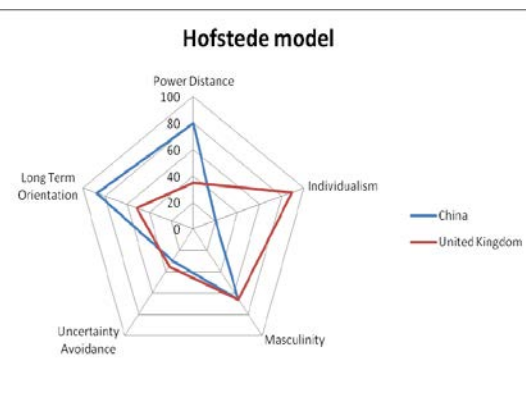 Hofstede model
Power Distance
100
80
60
40
20
0
Individualism
Masculinity
Uncertainty
Avoidance
Long Term
Orientation
China
United Kingdom